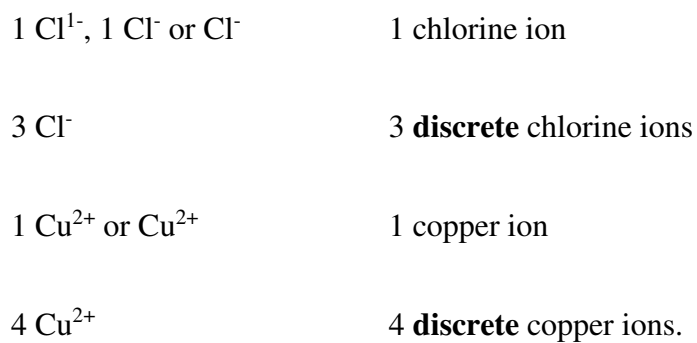 1 Cl¹⁻, 1 Cl⁻ or Cl⁻ 1 chlorine ion
3 Cl⁻ 3 discrete chlorine ions
1 Cu²⁺ or Cu²⁺ 1 copper ion
4 Cu²⁺ 4 discrete copper ions.